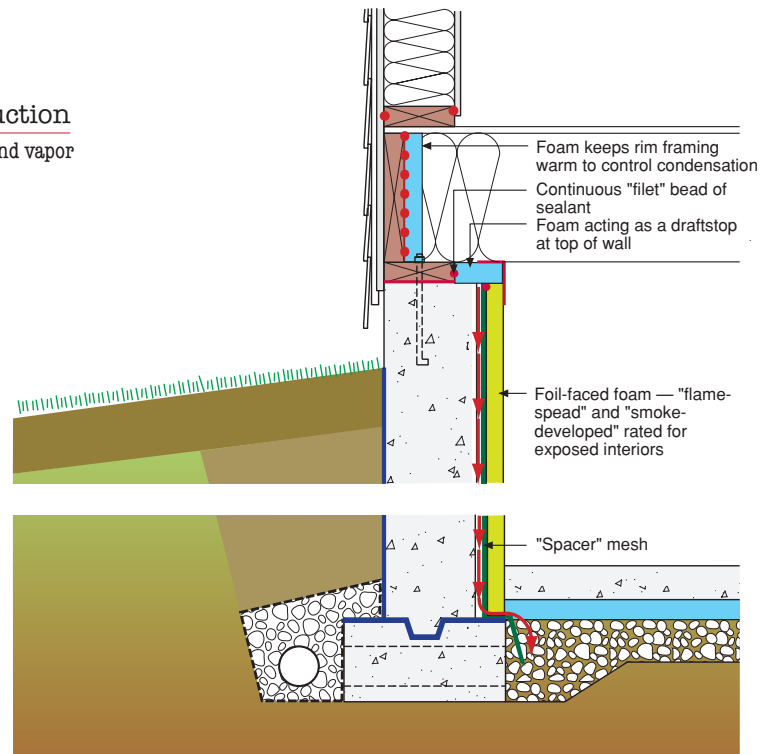 uction
nd vapor
Foam keeps rim framing
warm to control condensation
Continuous "filet" bead of
sealant
Foam acting as a draftstop
at top of wall
Foil-faced foam — "flame-
spead" and "smoke-
developed" rated for
exposed interiors
"Spacer" mesh